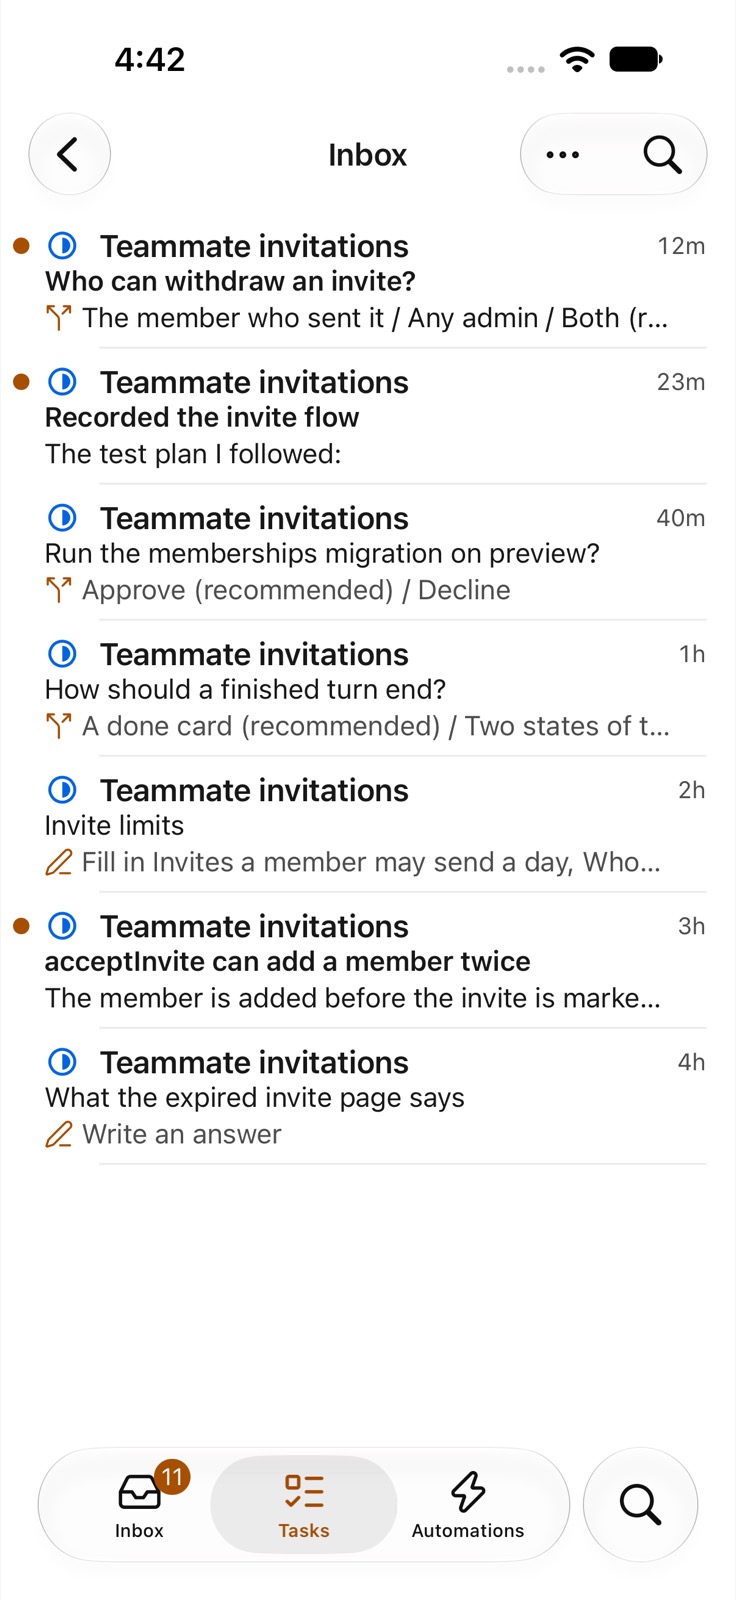 4:42
Inbox
Teammate invitations
12m
Who can withdraw an invite?
The member who sent it / Any admin / Both (r...
Teammate invitations
23m
Recorded the invite flow
The test plan I followed:
Teammate invitations
40m
Run the memberships migration on preview?
Approve (recommended) / Decline
Teammate invitations
1h
How should a finished turn end?
A done card (recommended) / Two states of t...
Teammate invitations
2h
Invite limits
Fill in Invites a member may send a day, Who...
Teammate invitations
3h
acceptInvite can add a member twice
The member is added before the invite is marke...
Teammate invitations
4h
What the expired invite page says
Write an answer
11
Inbox
Tasks
Automations